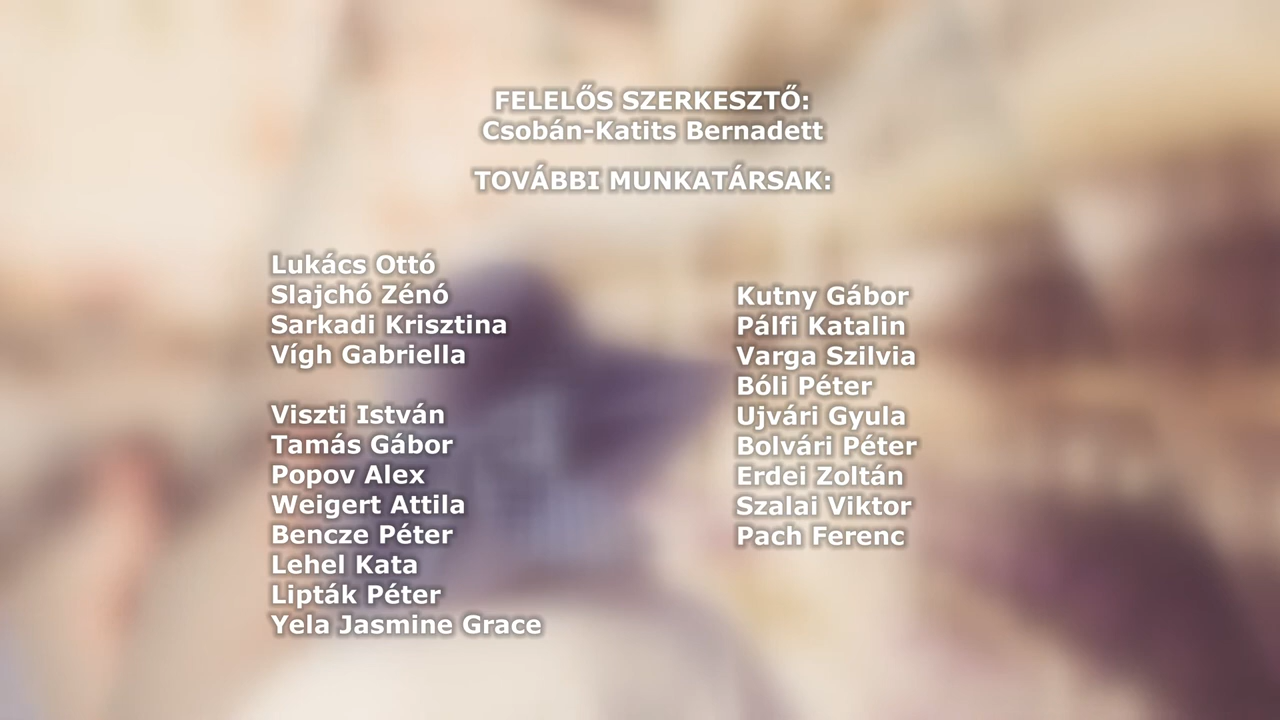 FELELŐS SZERKESZTŐ:
Csobán-Katits Bernadett
TOVÁBBI MUNKATÁRSAK:
Lukács Ottó
Slajchó Zénó
Sarkadi Krisztina
Vígh Gabriella
Viszti István
Tamás Gábor
Popov Alex
Weigert Attila
Bencze Péter
Lehel Kata
Lipták Péter
Yela Jasmine Grace
Kutny Gábor
Pálfi Katalin
Varga Szilvia
Bóli Péter
Ujvári Gyula
Bolvári Péter
Erdei Zoltán
Szalai Viktor
Pach Ferenc